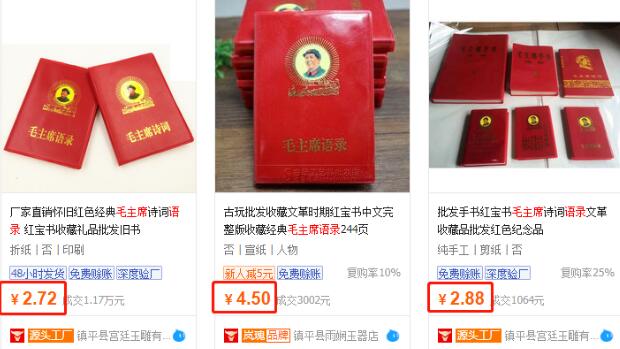 毛主席语录
毛主席诗词
毛主席语录
厂家直销怀旧红色经典毛主席诗词语
录 红宝书收藏礼品批发旧书
折纸 | 否 | 印刷
48小时发货 免费赊账 深度验厂
¥2.72 成交1.17万元
源头工厂 镇平县宫廷玉雕有...
古玩批发收藏文革时期红宝书中文完
整版收藏经典毛主席语录244页
否 | 宣纸 | 人物
新人减5元 免费赊账 复购率10%
¥4.50 成交3002元
岚瑰 品牌 镇平县雨娴玉器店
批发手书红宝书毛主席诗词语录文革
收藏品批发红色纪念品
纯手工 | 剪纸 | 否
免费赊账 深度验厂 复购率25%
¥2.88 成交1064元
源头工厂 镇平县宫廷玉雕有...